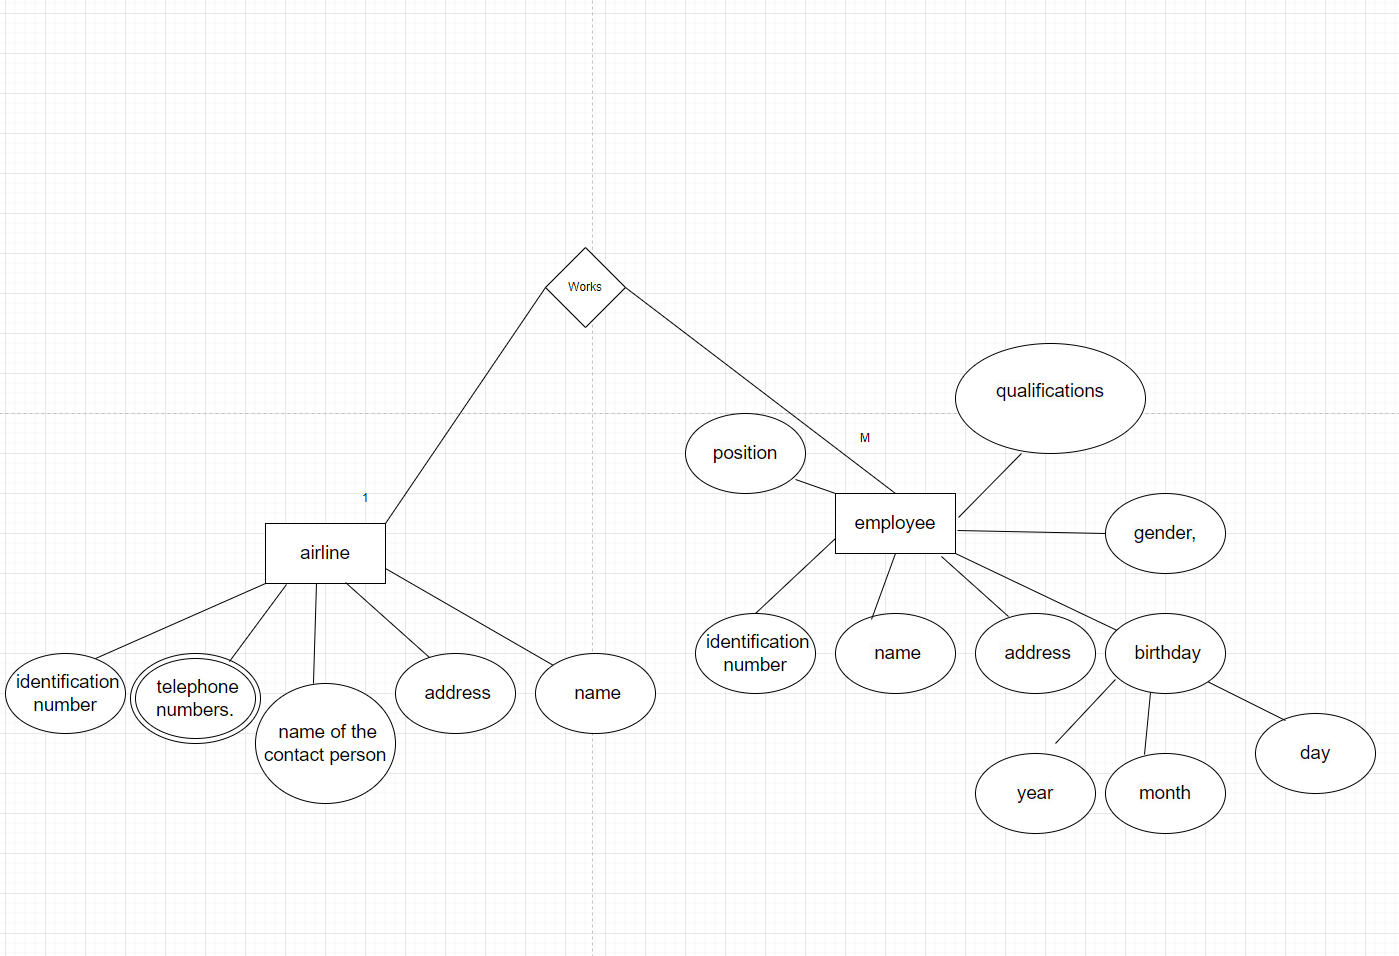 Works
qualifications
M
position
1
employee
gender,
airline
identification
number
name
address
birthday
identification
number
telephone
numbers.
address
name
name of the
contact person
day
year
month